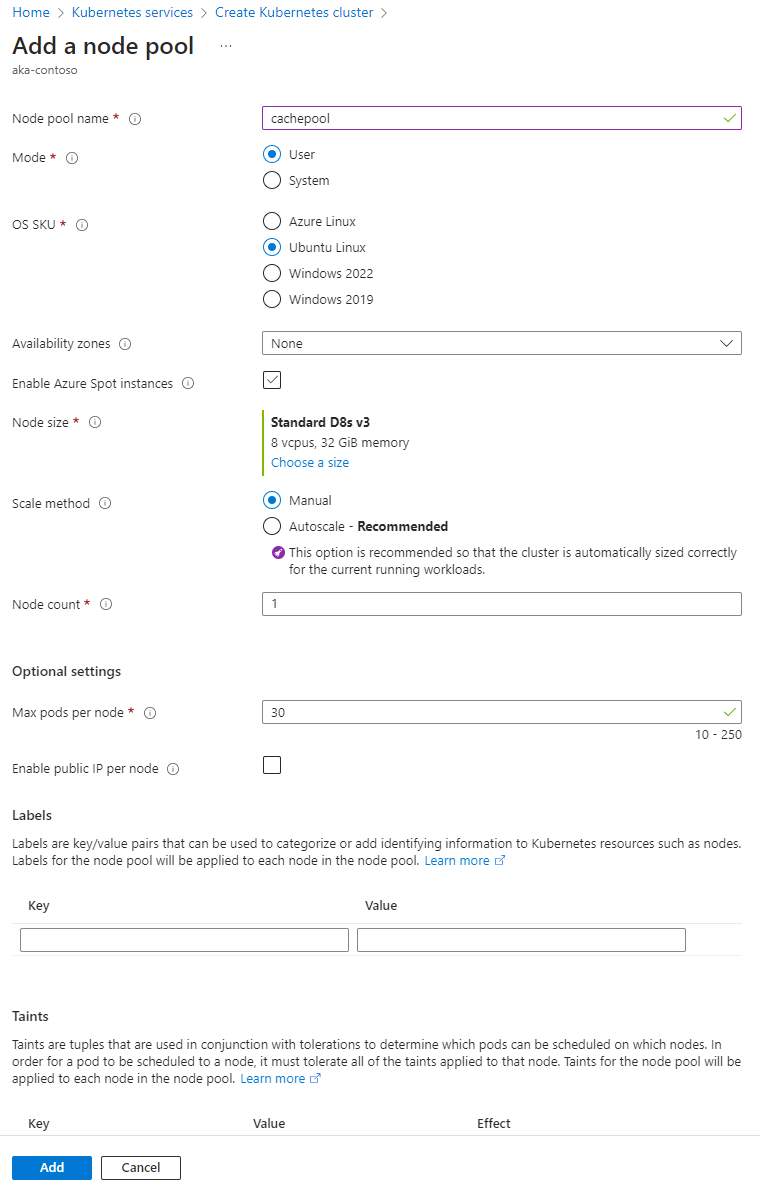 Home > Kubernetes services > Create Kubernetes cluster >
Add a node pool ...
aka-contoso
Node pool name * cachepool
Mode * User
System
OS SKU * Azure Linux
Ubuntu Linux
Windows 2022
Windows 2019
Availability zones None
Enable Azure Spot instances
Node size * Standard D8s v3
8 vcpus, 32 GiB memory
Choose a size
Scale method Manual
Autoscale - Recommended
This option is recommended so that the cluster is automatically sized correctly
for the current running workloads.
Node count * 1
Optional settings
Max pods per node * 30
10 - 250
Enable public IP per node
Labels
Labels are key/value pairs that can be used to categorize or add identifying information to Kubernetes resources such as nodes.
Labels for the node pool will be applied to each node in the node pool. Learn more
Key Value
Taints
Taints are tuples that are used in conjunction with tolerations to determine which pods can be scheduled on which nodes. In
order for a pod to be scheduled to a node, it must tolerate all of the taints applied to that node. Taints for the node pool will be
applied to each node in the node pool. Learn more
Key Value Effect
Add Cancel